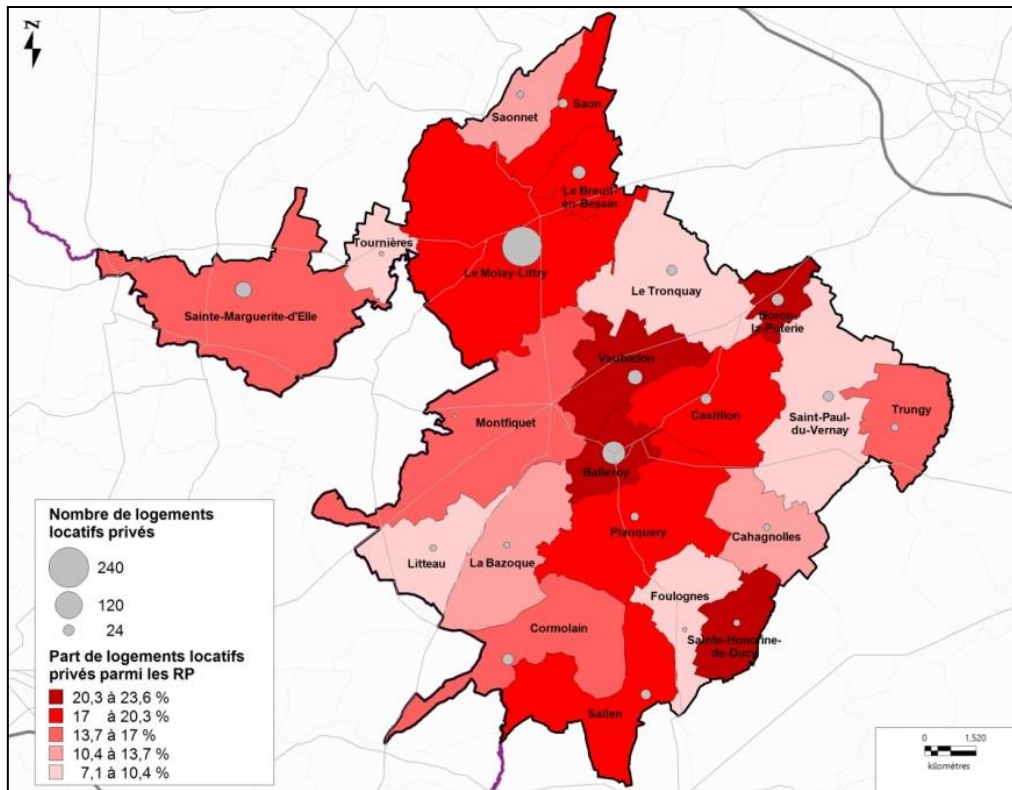 N
Saonnet
Saon
Le Breuil-
en-Bessin
Tournières
Le Molay-Littry
Sainte-Marguerite-d'Elle
Le Tronquay
Noron-
la-Poterie
Vaubadon
Castillon
Saint-Paul-
du-Vernay
Trungy
Montfiquet
Balleroy
Planquery
Cahagnolles
Litteau
La Bazoque
Foulognes
Sainte-Honorine-
de-Ducy
Cormolain
Sallen
Nombre de logements
locatifs privés
240
120
24
Part de logements locatifs
privés parmi les RP
20,3 à 23,6 %
17 à 20,3 %
13,7 à 17 %
10,4 à 13,7 %
7,1 à 10,4 %
0 1,520
kilomètres